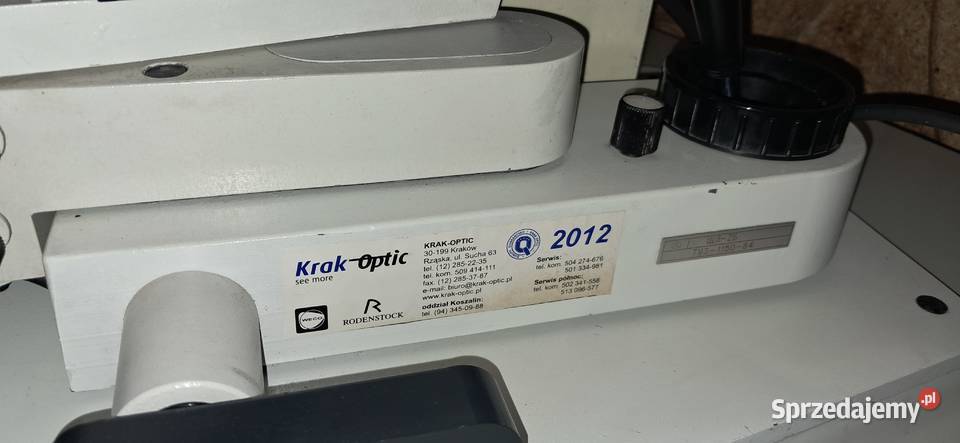 Krak Optic
see more
WECO
R
RODENSTOCK
KRAK-OPTIC
30-199 Kraków
Rząska, ul. Sucha 63
tel. (12) 285-22-35
tel. kom. 509 414-111
fax. (12) 285-37-87
e-mail: biuro@krak-optic.pl
www.krak-optic.pl
oddział Koszalin:
tel. (94) 345-09-88
Q
2012
Serwis:
tel. kom. 504 274-676
501 334-981
Serwis północ:
tel. kom. 502 341-558
513 096-577
Sprzedajemy.pl